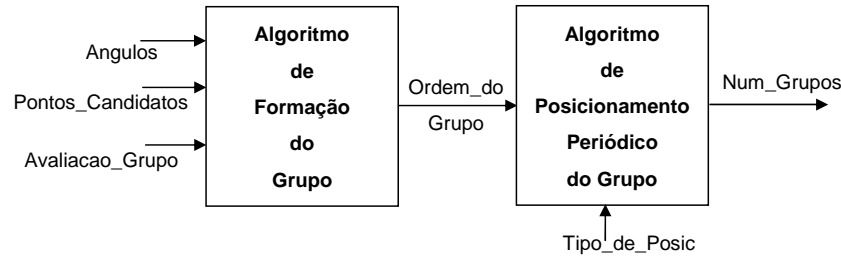 Angulos
Pontos_Candidatos
Avaliacao_Grupo
Algoritmo
de
Formação
do
Grupo
Ordem_do
Grupo
Algoritmo
de
Posicionamento
Periódico
do Grupo
Tipo_de_Posic
Num_Grupos